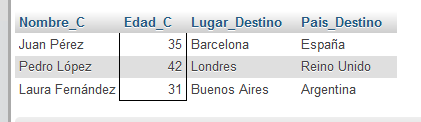 Nombre_C Edad_C Lugar_Destino Pais_Destino
Juan Pérez 35 Barcelona España
Pedro López 42 Londres Reino Unido
Laura Fernández 31 Buenos Aires Argentina